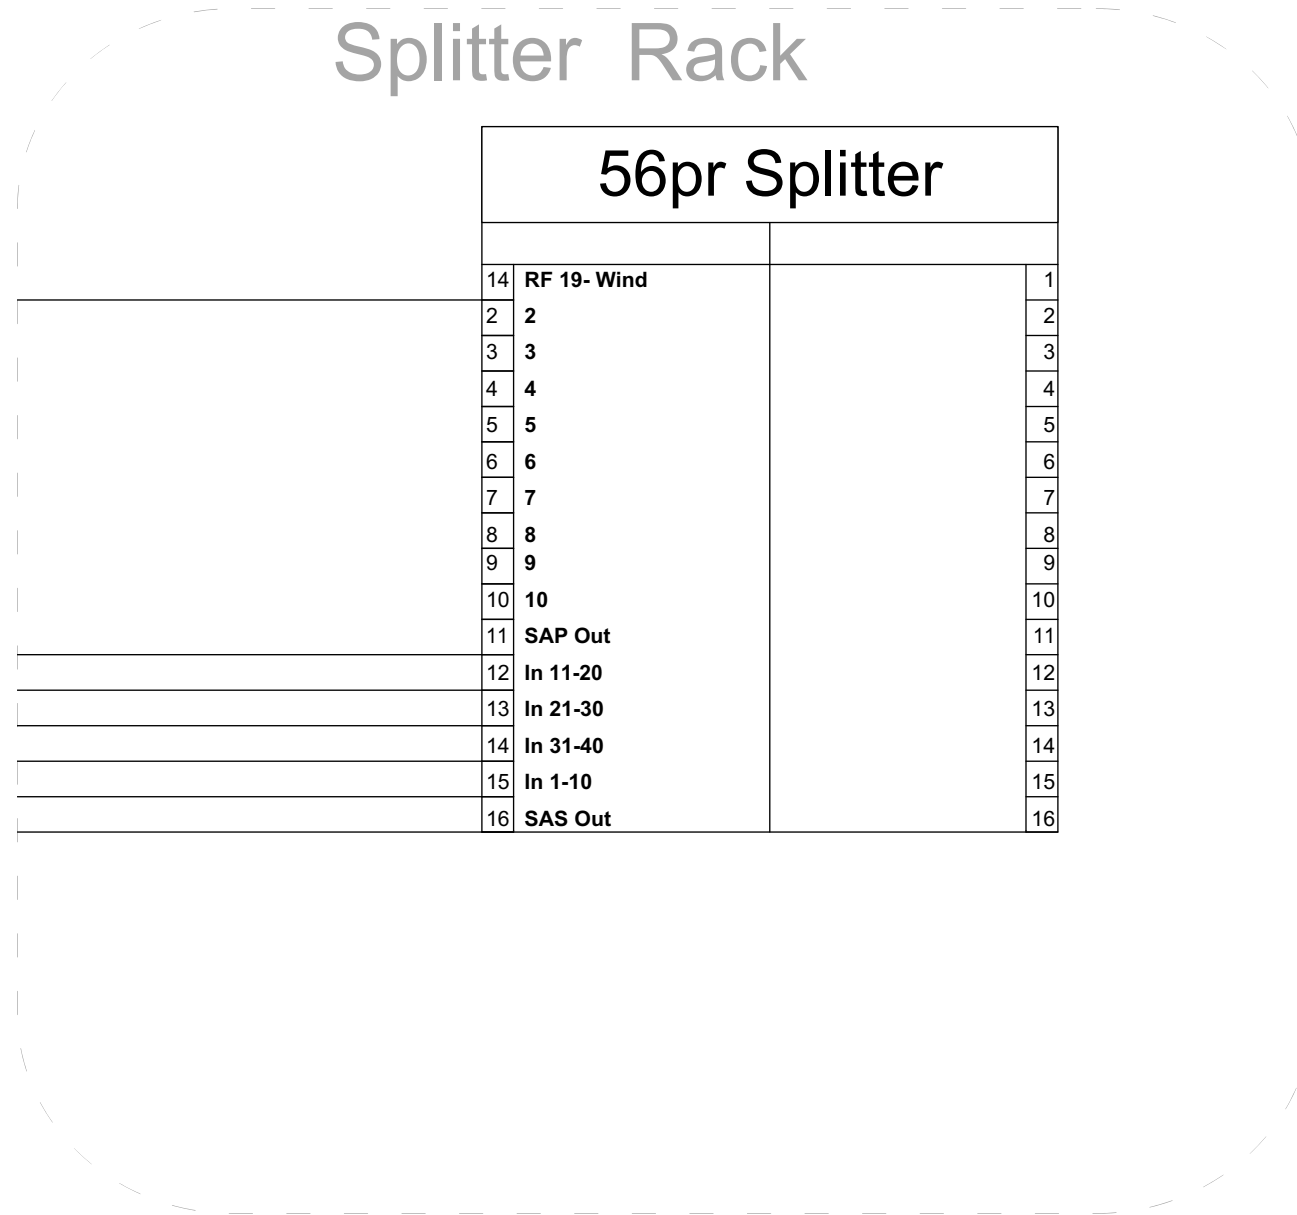 Splitter Rack
56pr Splitter
14 RF 19- Wind 1
2 2 2
3 3 3
4 4 4
5 5 5
6 6 6
7 7 7
8 8 8
9 9 9
10 10 10
11 SAP Out 11
12 In 11-20 12
13 In 21-30 13
14 In 31-40 14
15 In 1-10 15
16 SAS Out 16